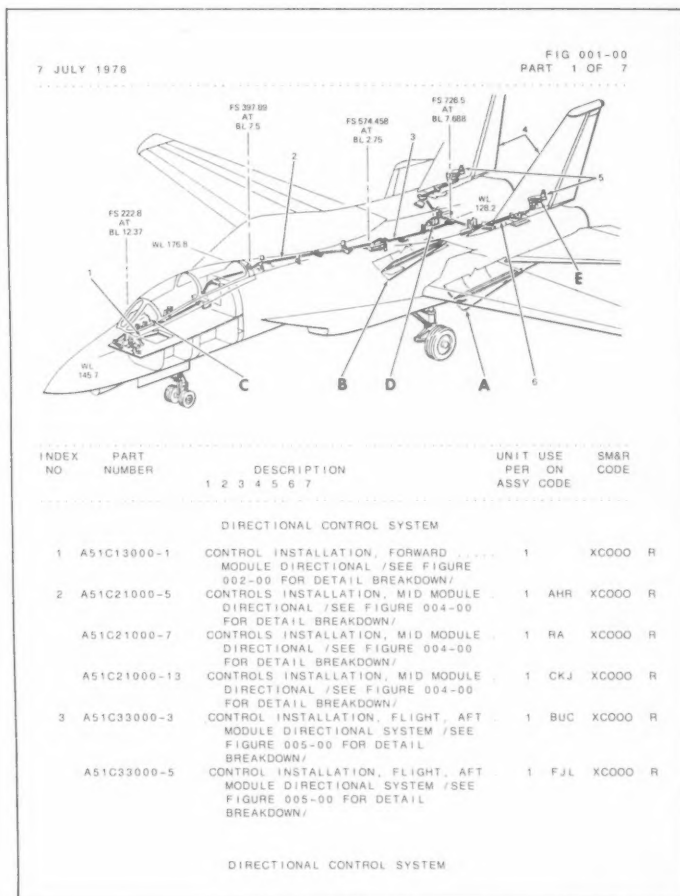 FIG 001-00
7 JULY 1978 PART 1 OF 7
FS 397.09
AT
BL 7.5
FS 574.458
AT
BL 2.75
FS 726.5
AT
BL 7.688
FS 222.8
AT
BL 12.37
WL 176.8
WL
128.2
WL
145.7
1
2
3
4
5
6
C
B
D
A
E
INDEX PART UNIT USE SM&R
NO NUMBER DESCRIPTION PER ON CODE
1 2 3 4 5 6 7 ASSY CODE
DIRECTIONAL CONTROL SYSTEM
1 A51C13000-1 CONTROL INSTALLATION, FORWARD ..... 1 XCOOO R
MODULE DIRECTIONAL /SEE FIGURE
002-00 FOR DETAIL BREAKDOWN/
2 A51C21000-5 CONTROLS INSTALLATION, MID MODULE . 1 AHR XCOOO R
DIRECTIONAL /SEE FIGURE 004-00
FOR DETAIL BREAKDOWN/
A51C21000-7 CONTROLS INSTALLATION, MID MODULE . 1 RA XCOOO R
DIRECTIONAL /SEE FIGURE 004-00
FOR DETAIL BREAKDOWN/
A51C21000-13 CONTROLS INSTALLATION, MID MODULE . 1 CKJ XCOOO R
DIRECTIONAL /SEE FIGURE 004-00
FOR DETAIL BREAKDOWN/
3 A51C33000-3 CONTROL INSTALLATION, FLIGHT, AFT . 1 BUC XCOOO R
MODULE DIRECTIONAL SYSTEM /SEE
FIGURE 005-00 FOR DETAIL
BREAKDOWN/
A51C33000-5 CONTROL INSTALLATION, FLIGHT, AFT 1 FJL XCOOO R
MODULE DIRECTIONAL SYSTEM /SEE
FIGURE 005-00 FOR DETAIL
BREAKDOWN/
DIRECTIONAL CONTROL SYSTEM